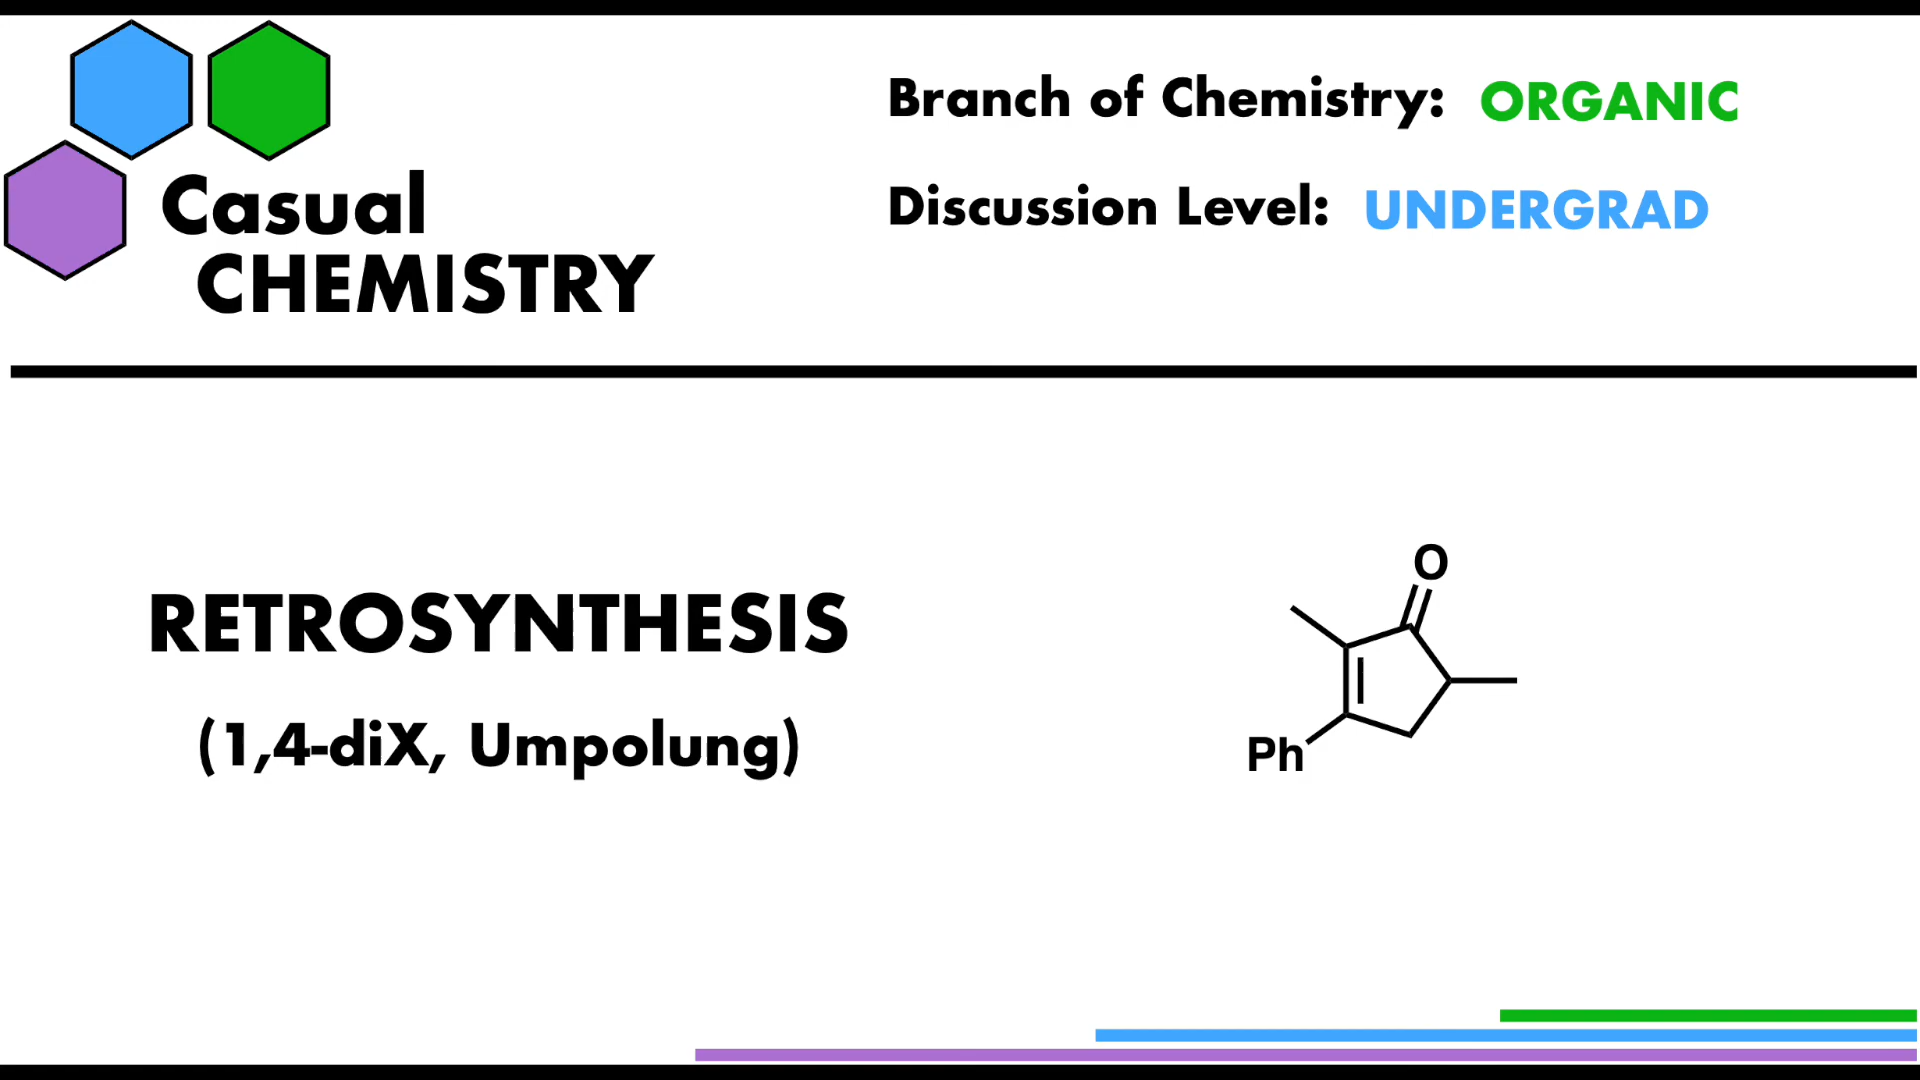 Casual
CHEMISTRY
Branch of Chemistry: ORGANIC
Discussion Level: UNDERGRAD
RETROSYNTHESIS
(1,4-diX, Umpolung)
O
Ph